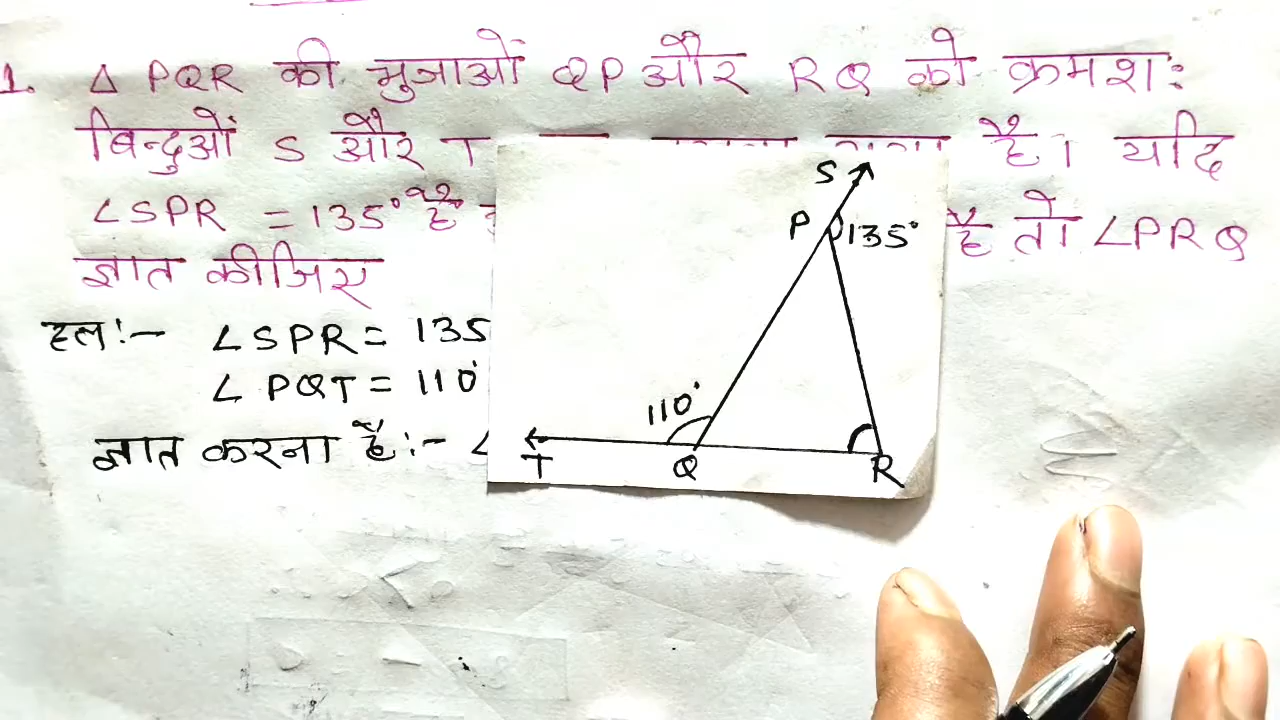 1. △ PQR की भुजाओं QP और RQ को क्रमशः
बिन्दुओं S और T है। यदि
∠SPR = 135° है है तो ∠PRQ
ज्ञात कीजिए
हल :- ∠SPR = 135
∠ PQT = 110°
ज्ञात करना है :- ∠
S
P
135°
110°
T
Q
R